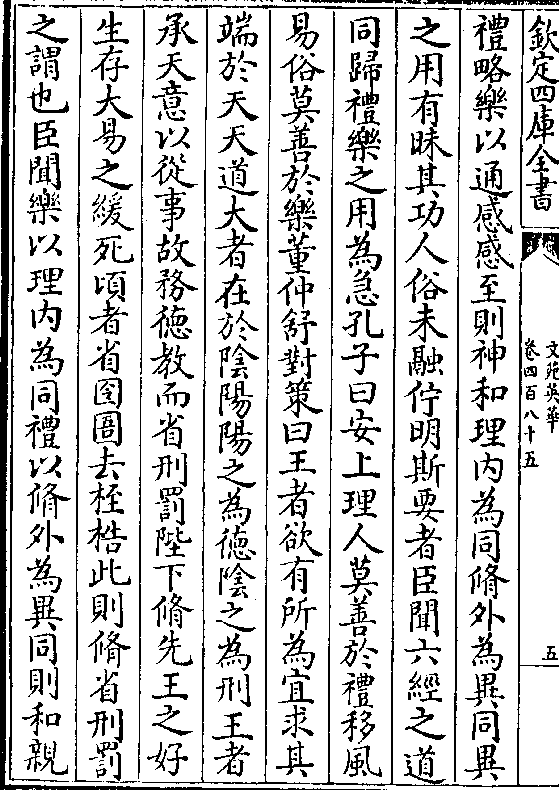 欽定四庫全書
文苑英華
卷四百八十五
五
禮略樂以通感感至則神和理内為同脩外為異同異
之用有昧其功人俗未融佇明斯要者臣聞六經之道
同歸禮樂之用為急孔子曰安上理人莫善於禮移風
易俗莫善於樂董仲舒對策曰王者欲有所為宜求其
端於天天道大者在於陰陽陽之為徳陰之為刑王者
承天意以從事故務徳教而省刑罰陛下脩先王之好
生存大易之緩死頃者省囹圄去桎梏此則脩省刑罰
之謂也臣聞樂以理内為同禮以脩外為異同則和親